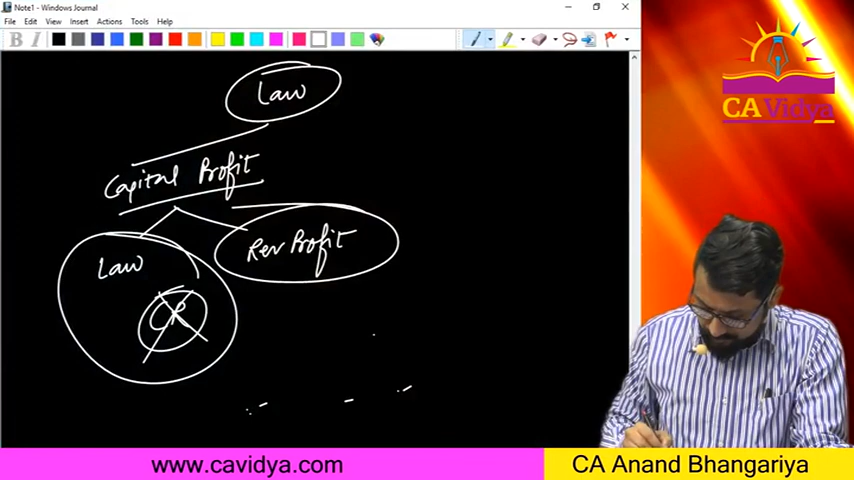 Note1 - Windows Journal
File Edit View Insert Actions Tools Help
B I
Law
Capital Profit
Law
Rev Profit
CR
CA Vidya
www.cavidya.com
CA Anand Bhangariya